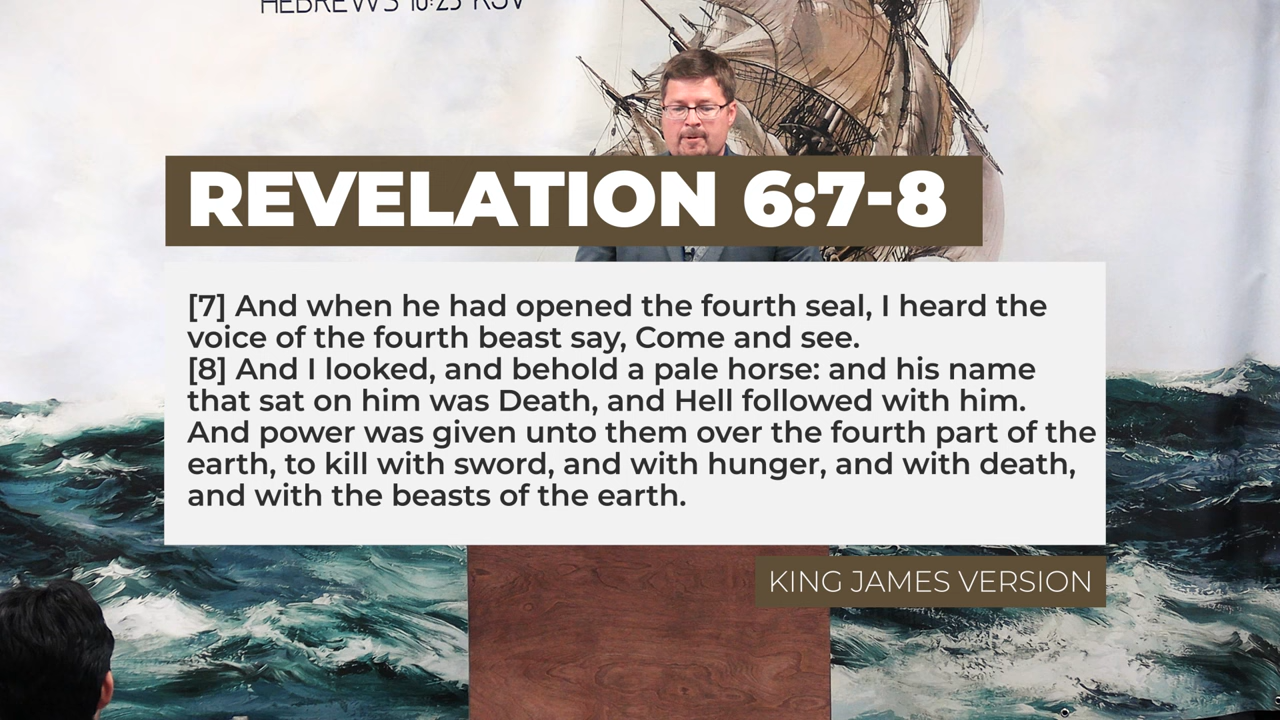 HEBREWS 10:23 RSV
REVELATION 6:7-8
[7] And when he had opened the fourth seal, I heard the
voice of the fourth beast say, Come and see.
[8] And I looked, and behold a pale horse: and his name
that sat on him was Death, and Hell followed with him.
And power was given unto them over the fourth part of the
earth, to kill with sword, and with hunger, and with death,
and with the beasts of the earth.
KING JAMES VERSION